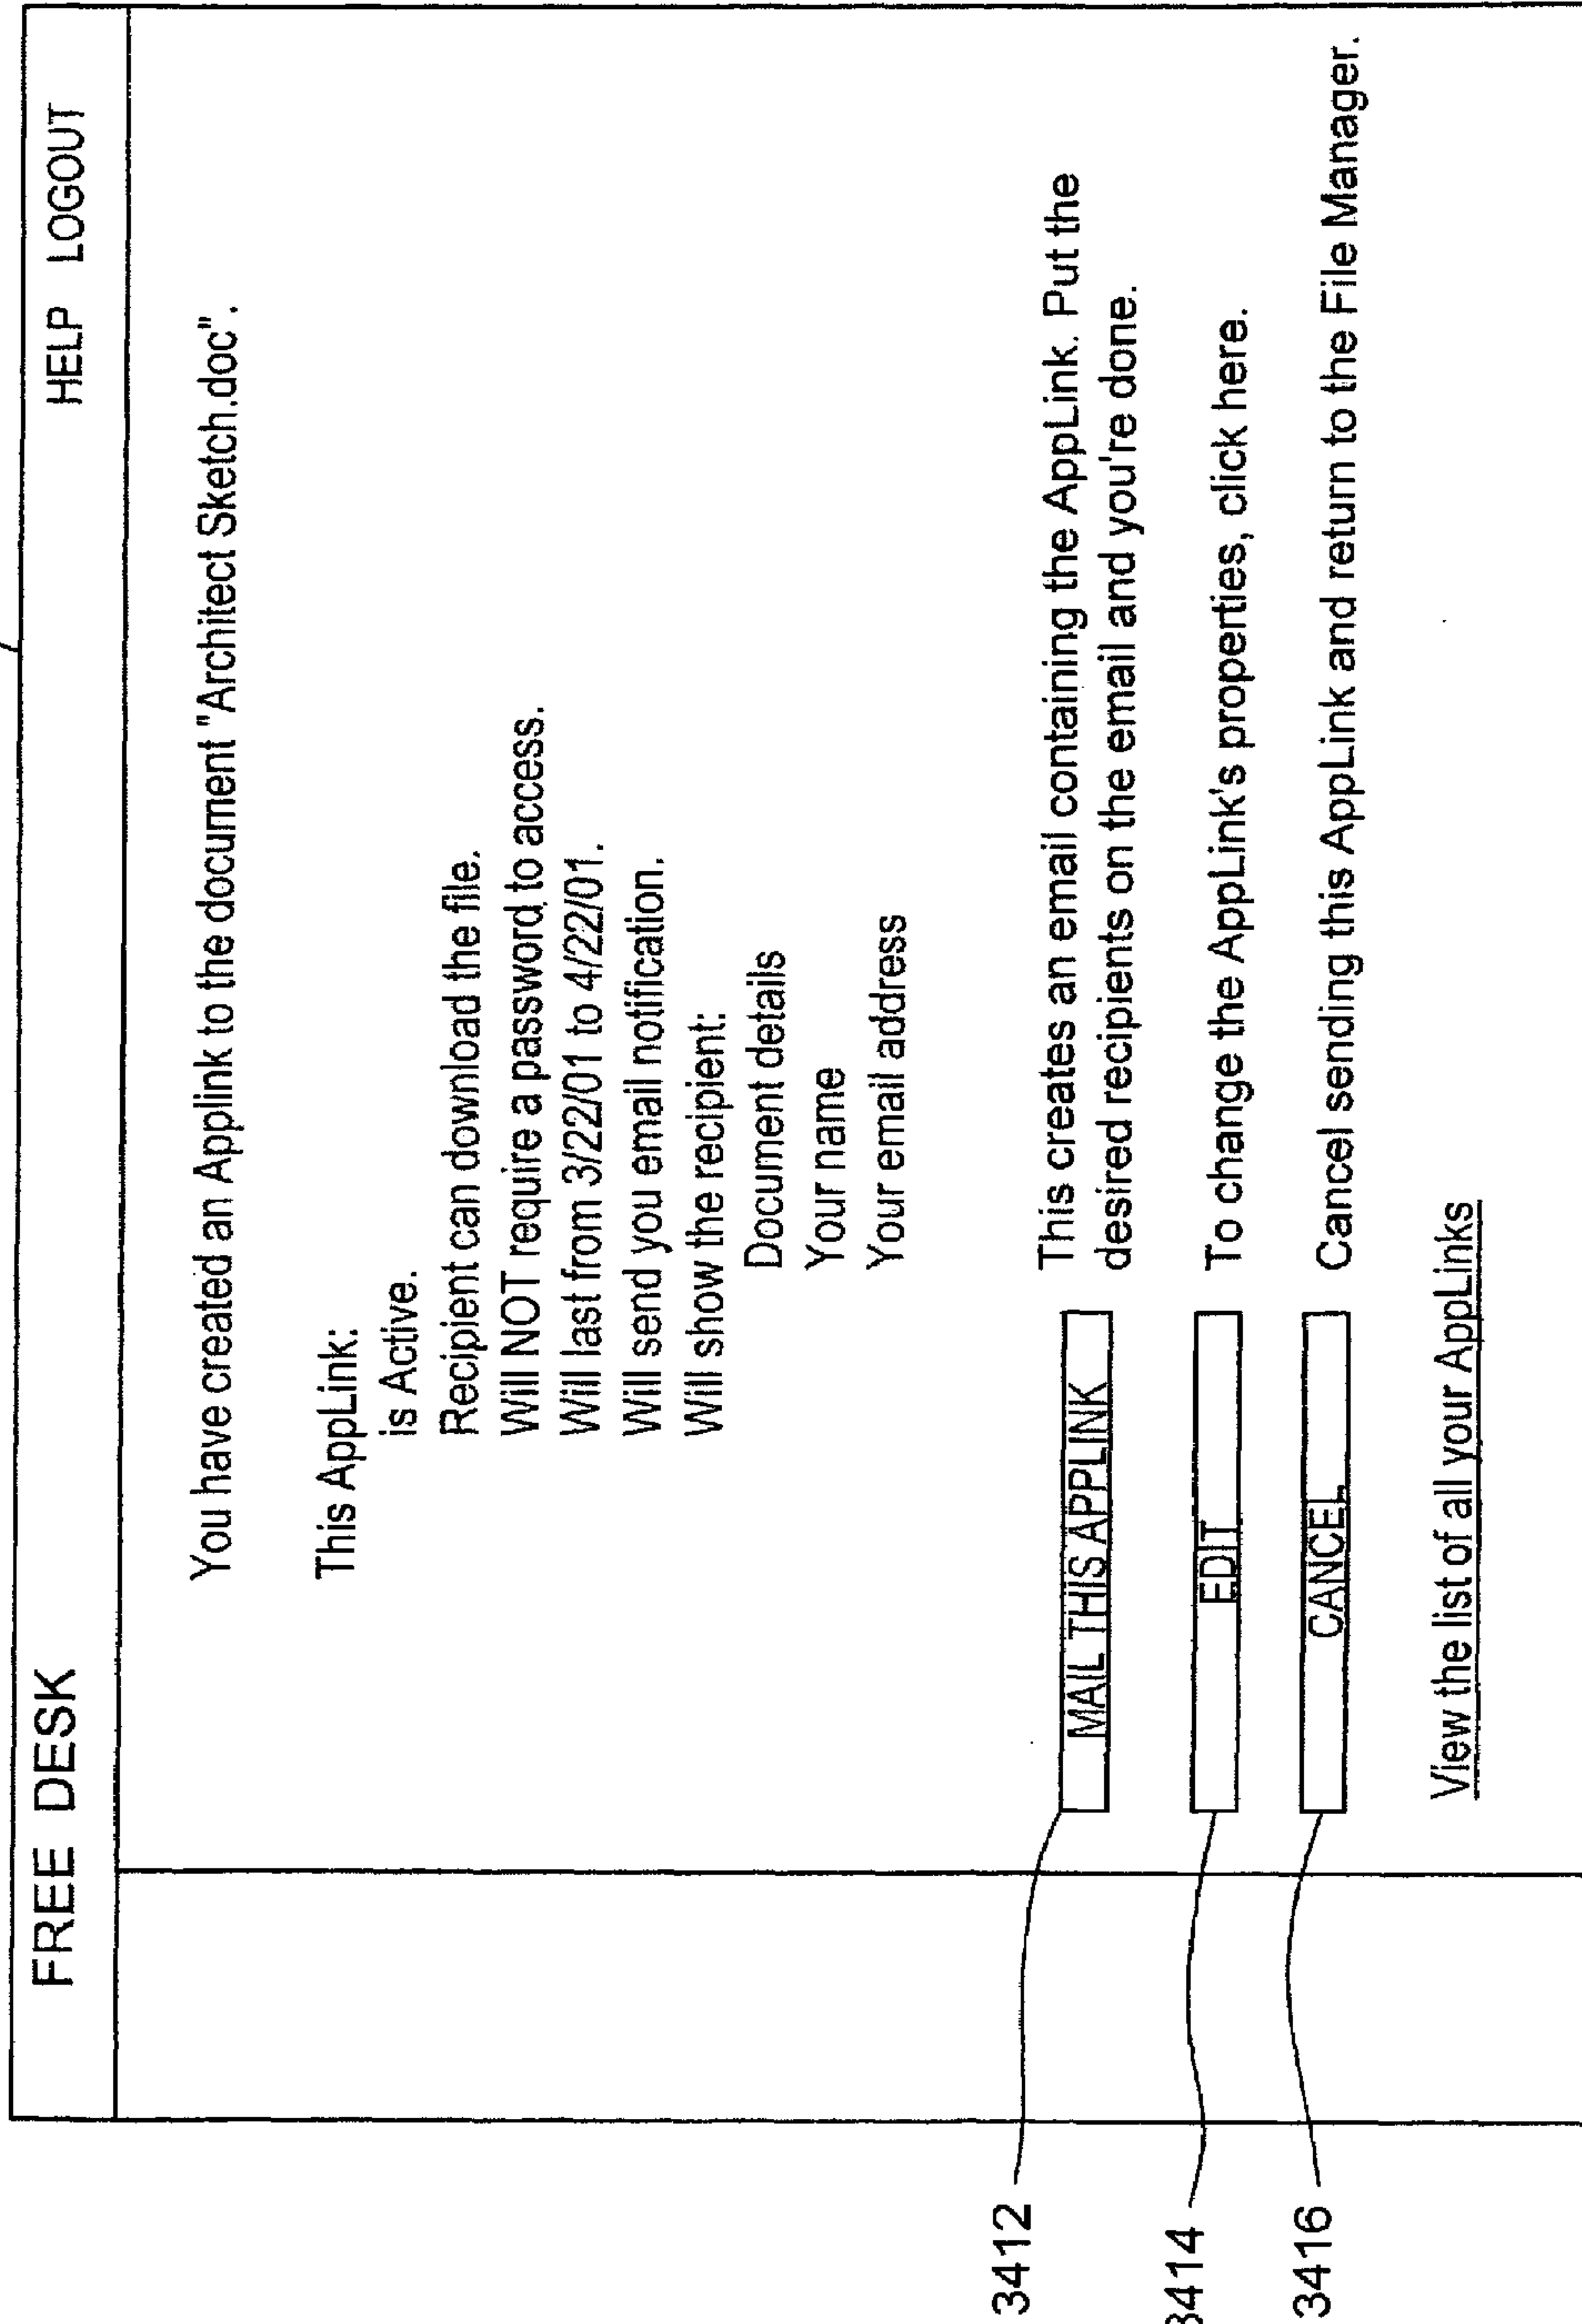 FREE DESK
HELP LOGOUT
You have created an Applink to the document "Architect Sketch.doc".
This AppLink:
is Active.
Recipient can download the file.
Will NOT require a password to access.
Will last from 3/22/01 to 4/22/01.
Will send you email notification.
Will show the recipient:
Document details
Your name
Your email address
3412
MAIL THIS APPLINK
This creates an email containing the AppLink. Put the
desired recipients on the email and you're done.
3414
EDIT
To change the AppLink's properties, click here.
3416
CANCEL
Cancel sending this AppLink and return to the File Manager.
View the list of all your AppLinks